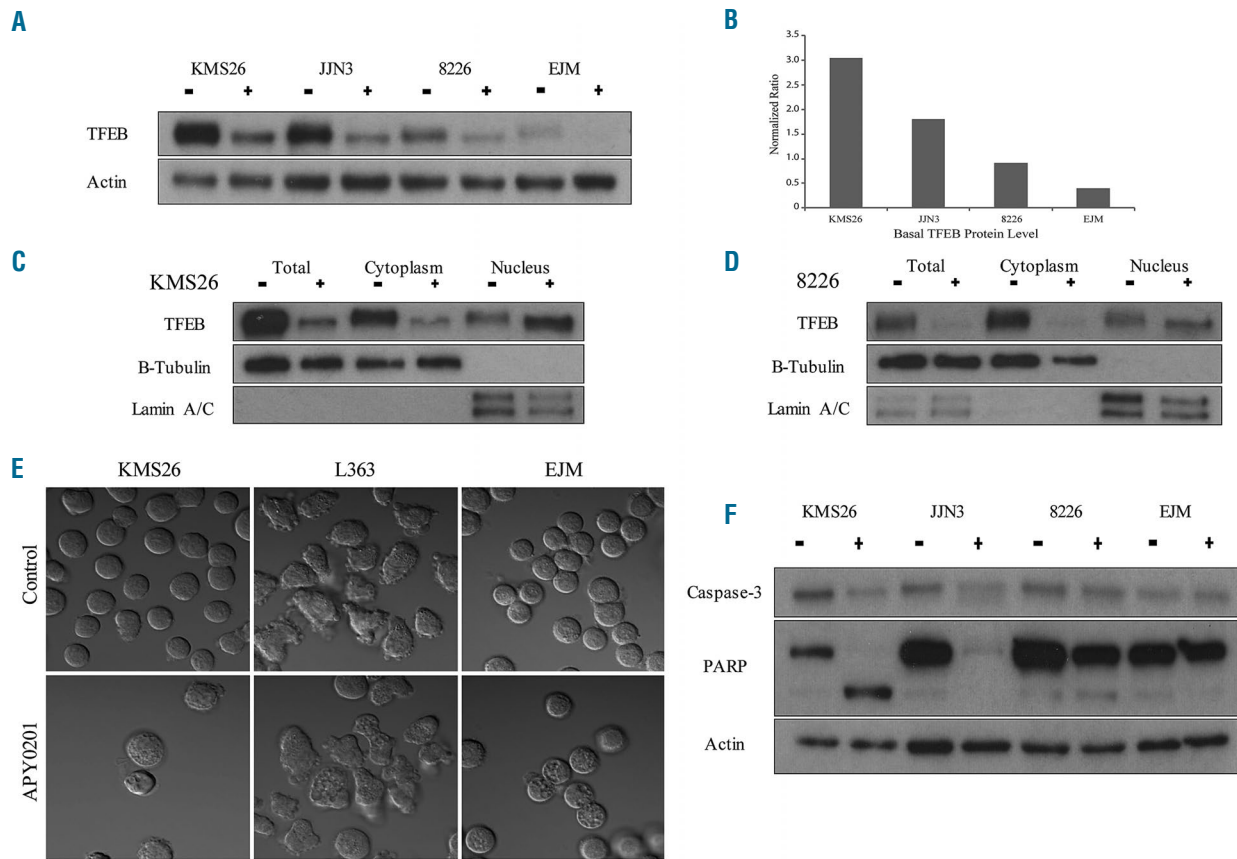 A
KMS26 JJN3 8226 EJM
- + - + - + - +
TFEB
Actin
B
3.5
3.0
2.5
2.0
1.5
1.0
0.5
0
Normalized Ratio
KMS26 JJN3 8226 EJM
Basal TFEB Protein Level
C
KMS26
Total Cytoplasm Nucleus
- + - + - +
TFEB
B-Tubulin
Lamin A/C
D
8226
Total Cytoplasm Nucleus
- + - + - +
TFEB
B-Tubulin
Lamin A/C
E
KMS26 L363 EJM
Control
APY0201
F
KMS26 JJN3 8226 EJM
- + - + - + - +
Caspase-3
PARP
Actin